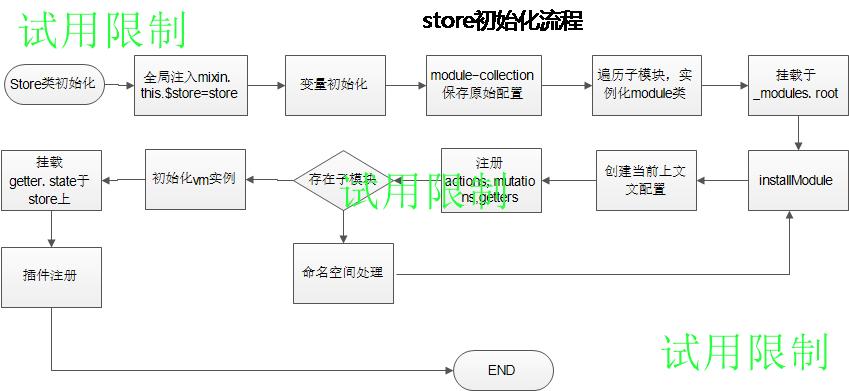 store初始化流程
试用限制
Store类初始化
全局注入mixin.
this.$store=store
变量初始化
module-collection
保存原始配置
遍历子模块，实
例化module类
挂载于
_modules. root
挂载
getter. state于
store上
初始化vm实例
存在子模块
注册
actions, mutatio
ns,getters
创建当前上文
文配置
installModule
试用限制
插件注册
命名空间处理
试用限制
END